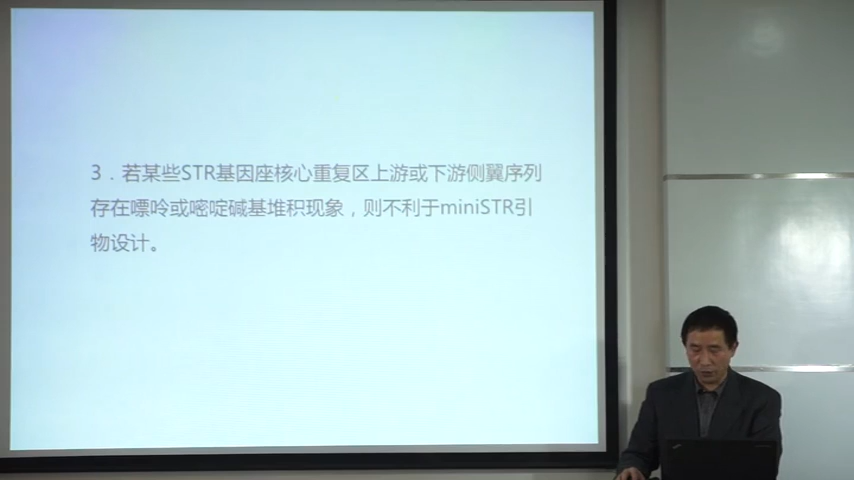 3．若某些STR基因座核心重复区上游或下游侧翼序列
存在嘌呤或嘧啶碱基堆积现象，则不利于miniSTR引
物设计。